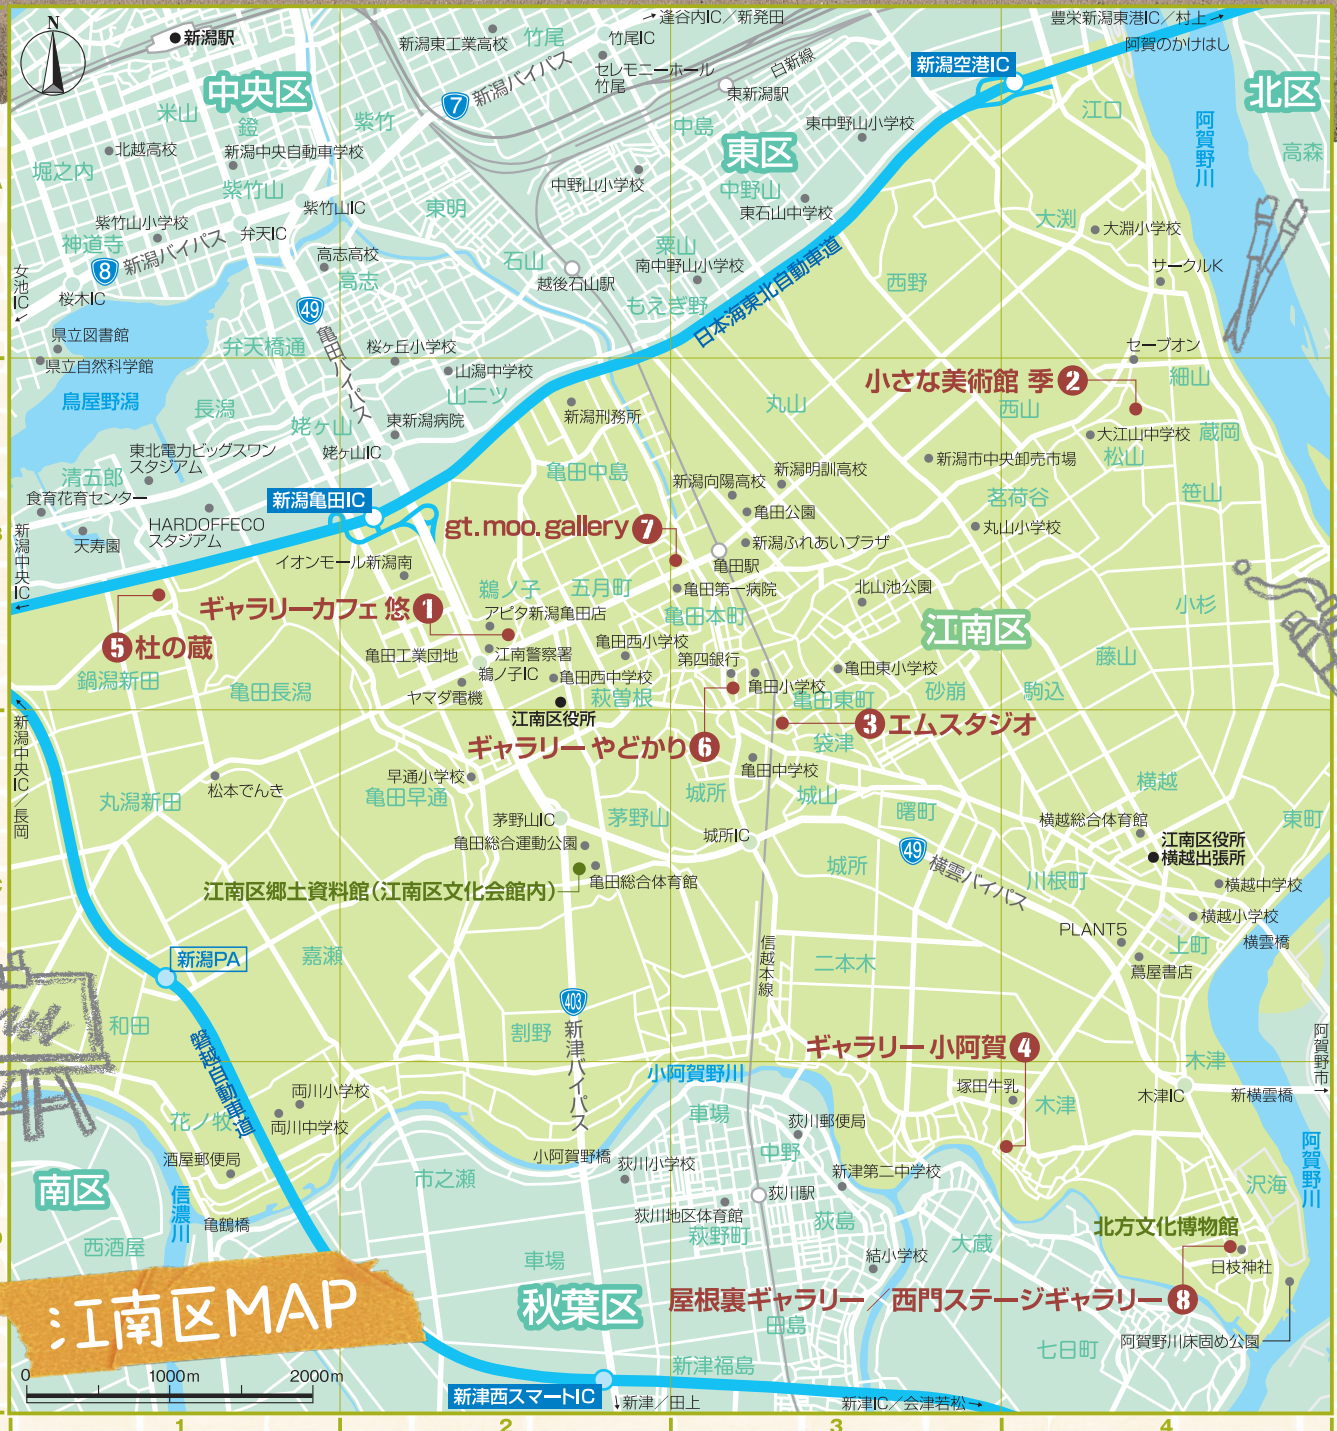 逢谷内IC／新発田
豊栄新潟東港IC／村上
N
新潟駅
新潟東工業高校
竹尾
竹尾IC
阿賀のかけはし
セレモニーホール
竹尾
白新線
新潟空港IC
中央区
7
新潟バイパス
東新潟駅
北区
米山
鐙
紫竹
中島
東中野山小学校
江口
阿賀野川
北越高校
新潟中央自動車学校
東区
高森
堀之内
紫竹山
中野山小学校
中野山
紫竹山IC
東明
東石山中学校
大渕
紫竹山小学校
弁天IC
大淵小学校
神道寺
8
新潟バイパス
高志高校
石山
粟山
女池IC
高志
越後石山駅
南中野山小学校
サークルK
桜木IC
49
もえぎ野
日本海東北自動車道
西野
県立図書館
弁天橋通
亀田バイパス
桜ヶ丘小学校
セーブオン
県立自然科学館
山潟中学校
小さな美術館 季
2
細山
鳥屋野潟
長潟
山二ツ
新潟刑務所
丸山
西山
姥ヶ山
東新潟病院
大江山中学校
蔵岡
東北電力ビッグスワン
スタジアム
姥ヶ山IC
新潟市中央卸売市場
松山
清五郎
亀田中島
新潟明訓高校
新潟向陽高校
笹山
食育花育センター
新潟亀田IC
茗荷谷
亀田公園
HARDOFFECO
スタジアム
gt.moo.gallery
7
丸山小学校
新潟中央IC
天寿園
新潟ふれあいプラザ
イオンモール新潟南
亀田駅
鵜ノ子
五月町
亀田第一病院
北山池公園
ギャラリーカフェ 悠
1
アピタ新潟亀田店
亀田本町
小杉
5
杜の蔵
亀田西小学校
江南区
亀田工業団地
江南警察署
第四銀行
亀田東小学校
藤山
鍋潟新田
鵜ノ子IC
亀田西中学校
亀田小学校
亀田長潟
ヤマダ電機
萩曽根
亀田東町
砂崩
駒込
新潟中央IC／長岡
江南区役所
3
エムスタジオ
ギャラリー やどかり
6
袋津
早通小学校
亀田中学校
松本でんき
横越
丸潟新田
亀田早通
城所
城山
曙町
東町
茅野山IC
茅野山
横越総合体育館
亀田総合運動公園
城所IC
49
横雲バイパス
江南区役所
横越出張所
城所
江南区郷土資料館（江南区文化会館内）
亀田総合体育館
川根町
横越中学校
横越小学校
PLANT5
新潟PA
嘉瀬
信越本線
二本木
上町
横雲橋
蔦屋書店
403
和田
割野
新津バイパス
磐越自動車道
ギャラリー 小阿賀
4
阿賀野市
小阿賀野川
木津
両川小学校
塚田牛乳
木津IC
新横雲橋
花ノ牧
両川中学校
車場
荻川郵便局
木津
酒屋郵便局
小阿賀野橋
中野
阿賀野川
南区
市之瀬
荻川小学校
新津第二中学校
沢海
信濃川
荻川駅
亀鶴橋
荻川地区体育館
荻島
北方文化博物館
西酒屋
萩野町
大蔵
車場
結小学校
日枝神社
江南区MAP
秋葉区
屋根裏ギャラリー／西門ステージギャラリー
8
田島
阿賀野川床固め公園
七日町
新津福島
0
1000m
2000m
新津西スマートIC
新津／田上
新津IC／会津若松
1
2
3
4